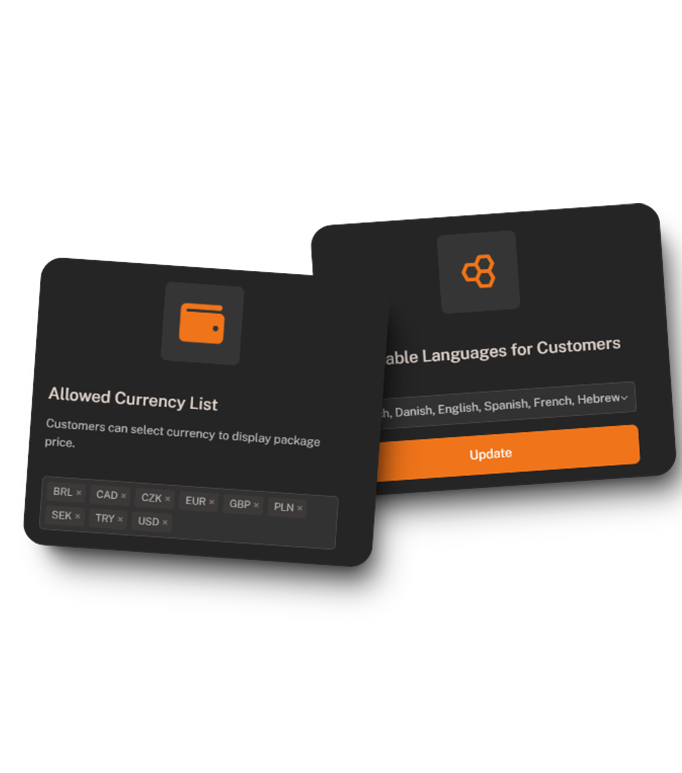 Allowed Currency List
Customers can select currency to display package
price.
BRL × CAD × CZK × EUR × GBP × PLN ×
SEK × TRY × USD ×
Languages for Customers
Danish, English, Spanish, French, Hebrew
Update